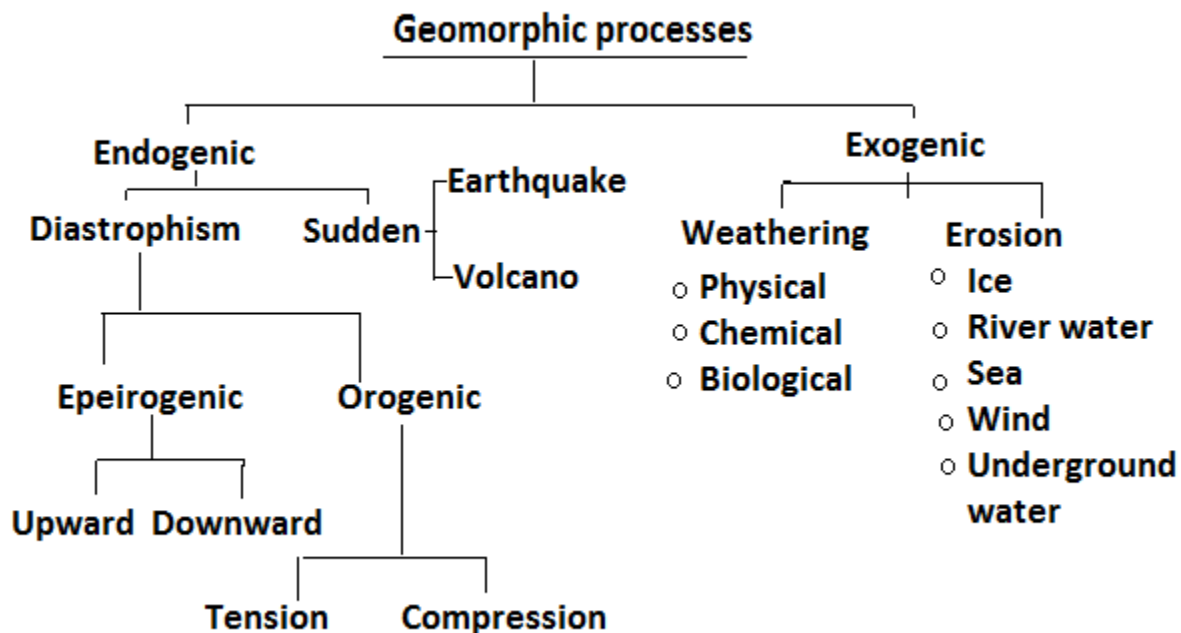 Geomorphic processes
Endogenic
Exogenic
Earthquake
Diastrophism
Sudden
Weathering
Erosion
Volcano
Physical
Ice
Chemical
River water
Biological
Sea
Epeirogenic
Orogenic
Wind
Underground
water
Upward
Downward
Tension
Compression